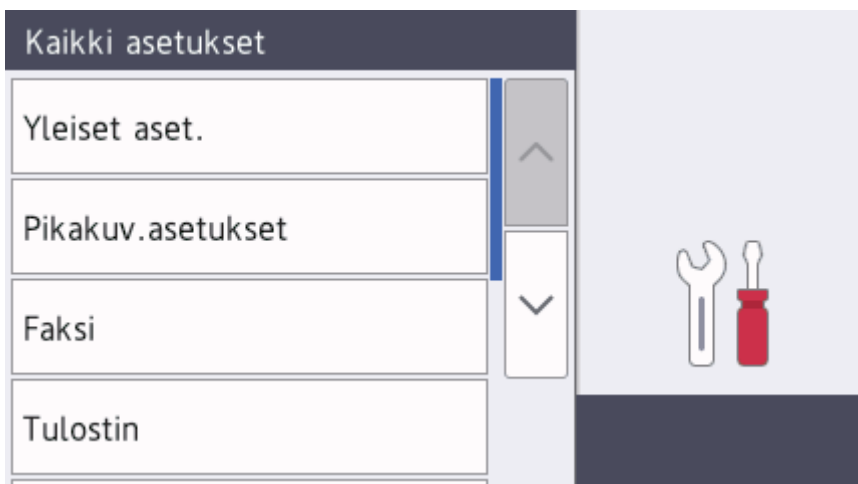 Kaikki asetukset
Yleiset aset.
Pikakuv.asetukset
Faksi
Tulostin